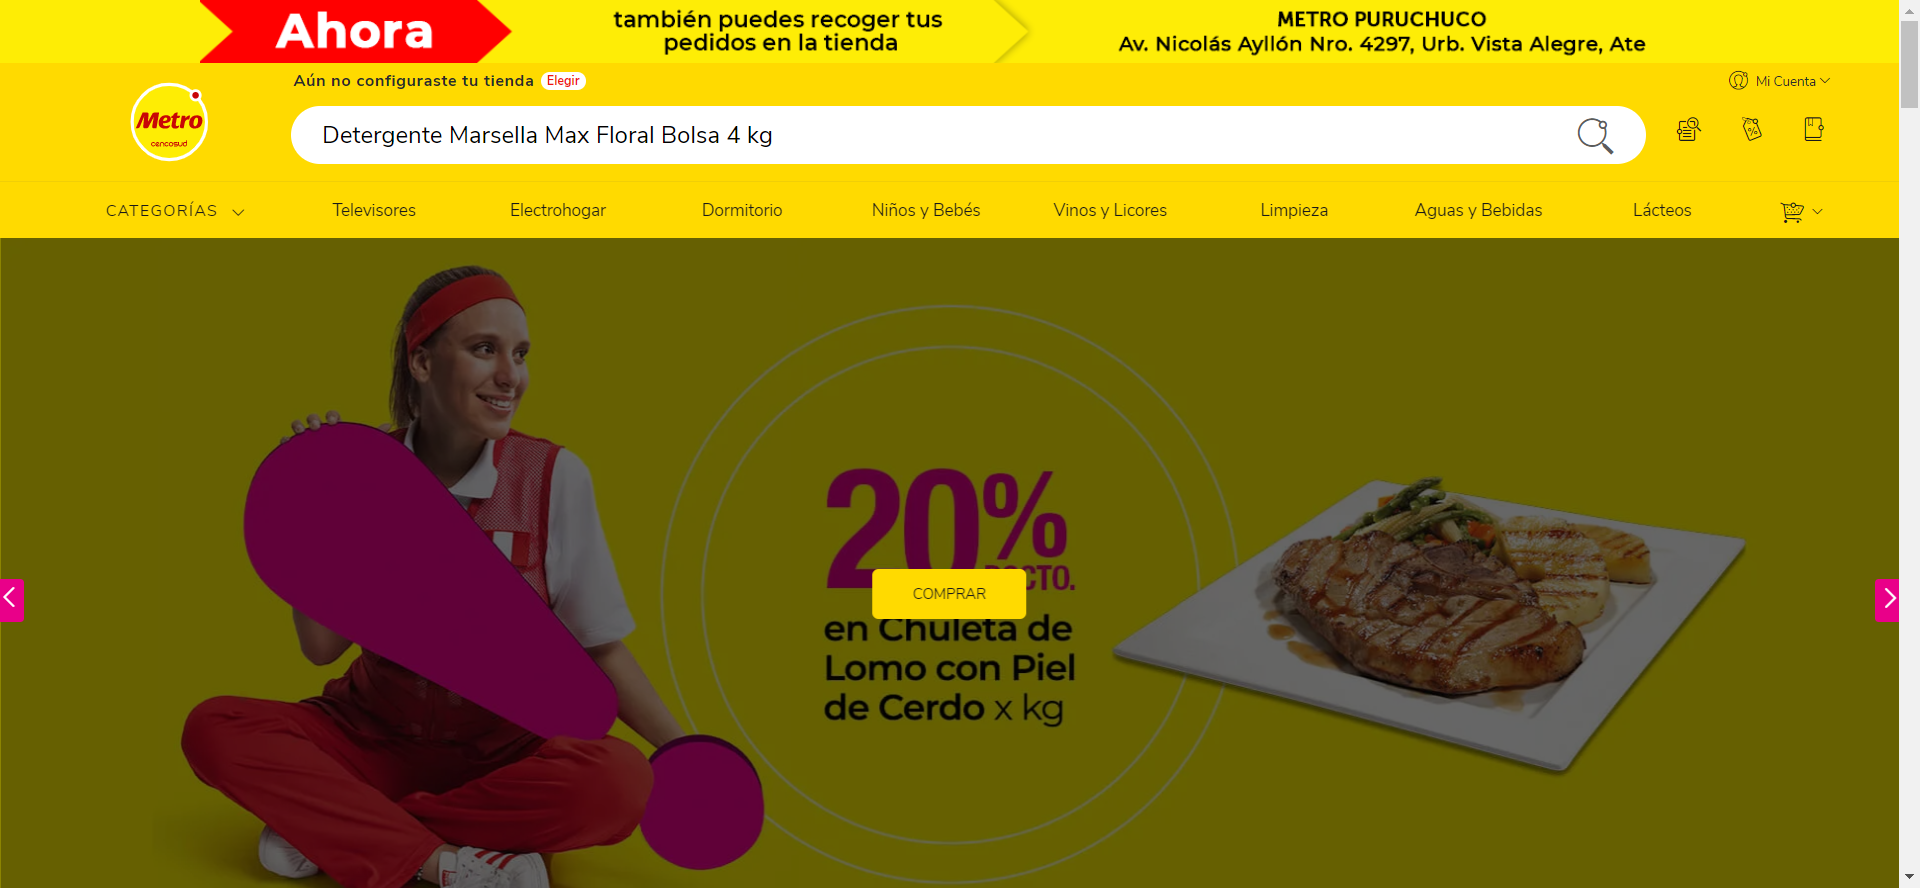 Ahora
también puedes recoger tus
pedidos en la tienda
METRO PURUCHUCO
Av. Nicolás Ayllón Nro. 4297, Urb. Vista Alegre, Ate
Aún no configuraste tu tienda Elegir
Mi Cuenta
Metro
cencosud
Detergente Marsella Max Floral Bolsa 4 kg
%
CATEGORÍAS
Televisores
Electrohogar
Dormitorio
Niños y Bebés
Vinos y Licores
Limpieza
Aguas y Bebidas
Lácteos
20%
COMPRAR
en Chuleta de
Lomo con Piel
de Cerdo x kg